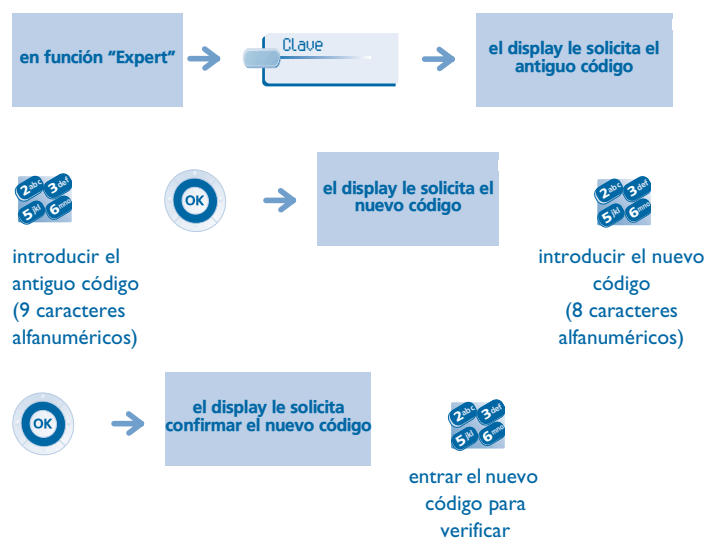 en función “Expert”
Clave
el display le solicita el
antiguo código
2abc 3def
5jkl 6mno
OK
el display le solicita el
nuevo código
2abc 3def
5jkl 6mno
introducir el
antiguo código
(9 caracteres
alfanuméricos)
introducir el nuevo
código
(8 caracteres
alfanuméricos)
OK
el display le solicita
confirmar el nuevo código
2abc 3def
5jkl 6mno
entrar el nuevo
código para
verificar